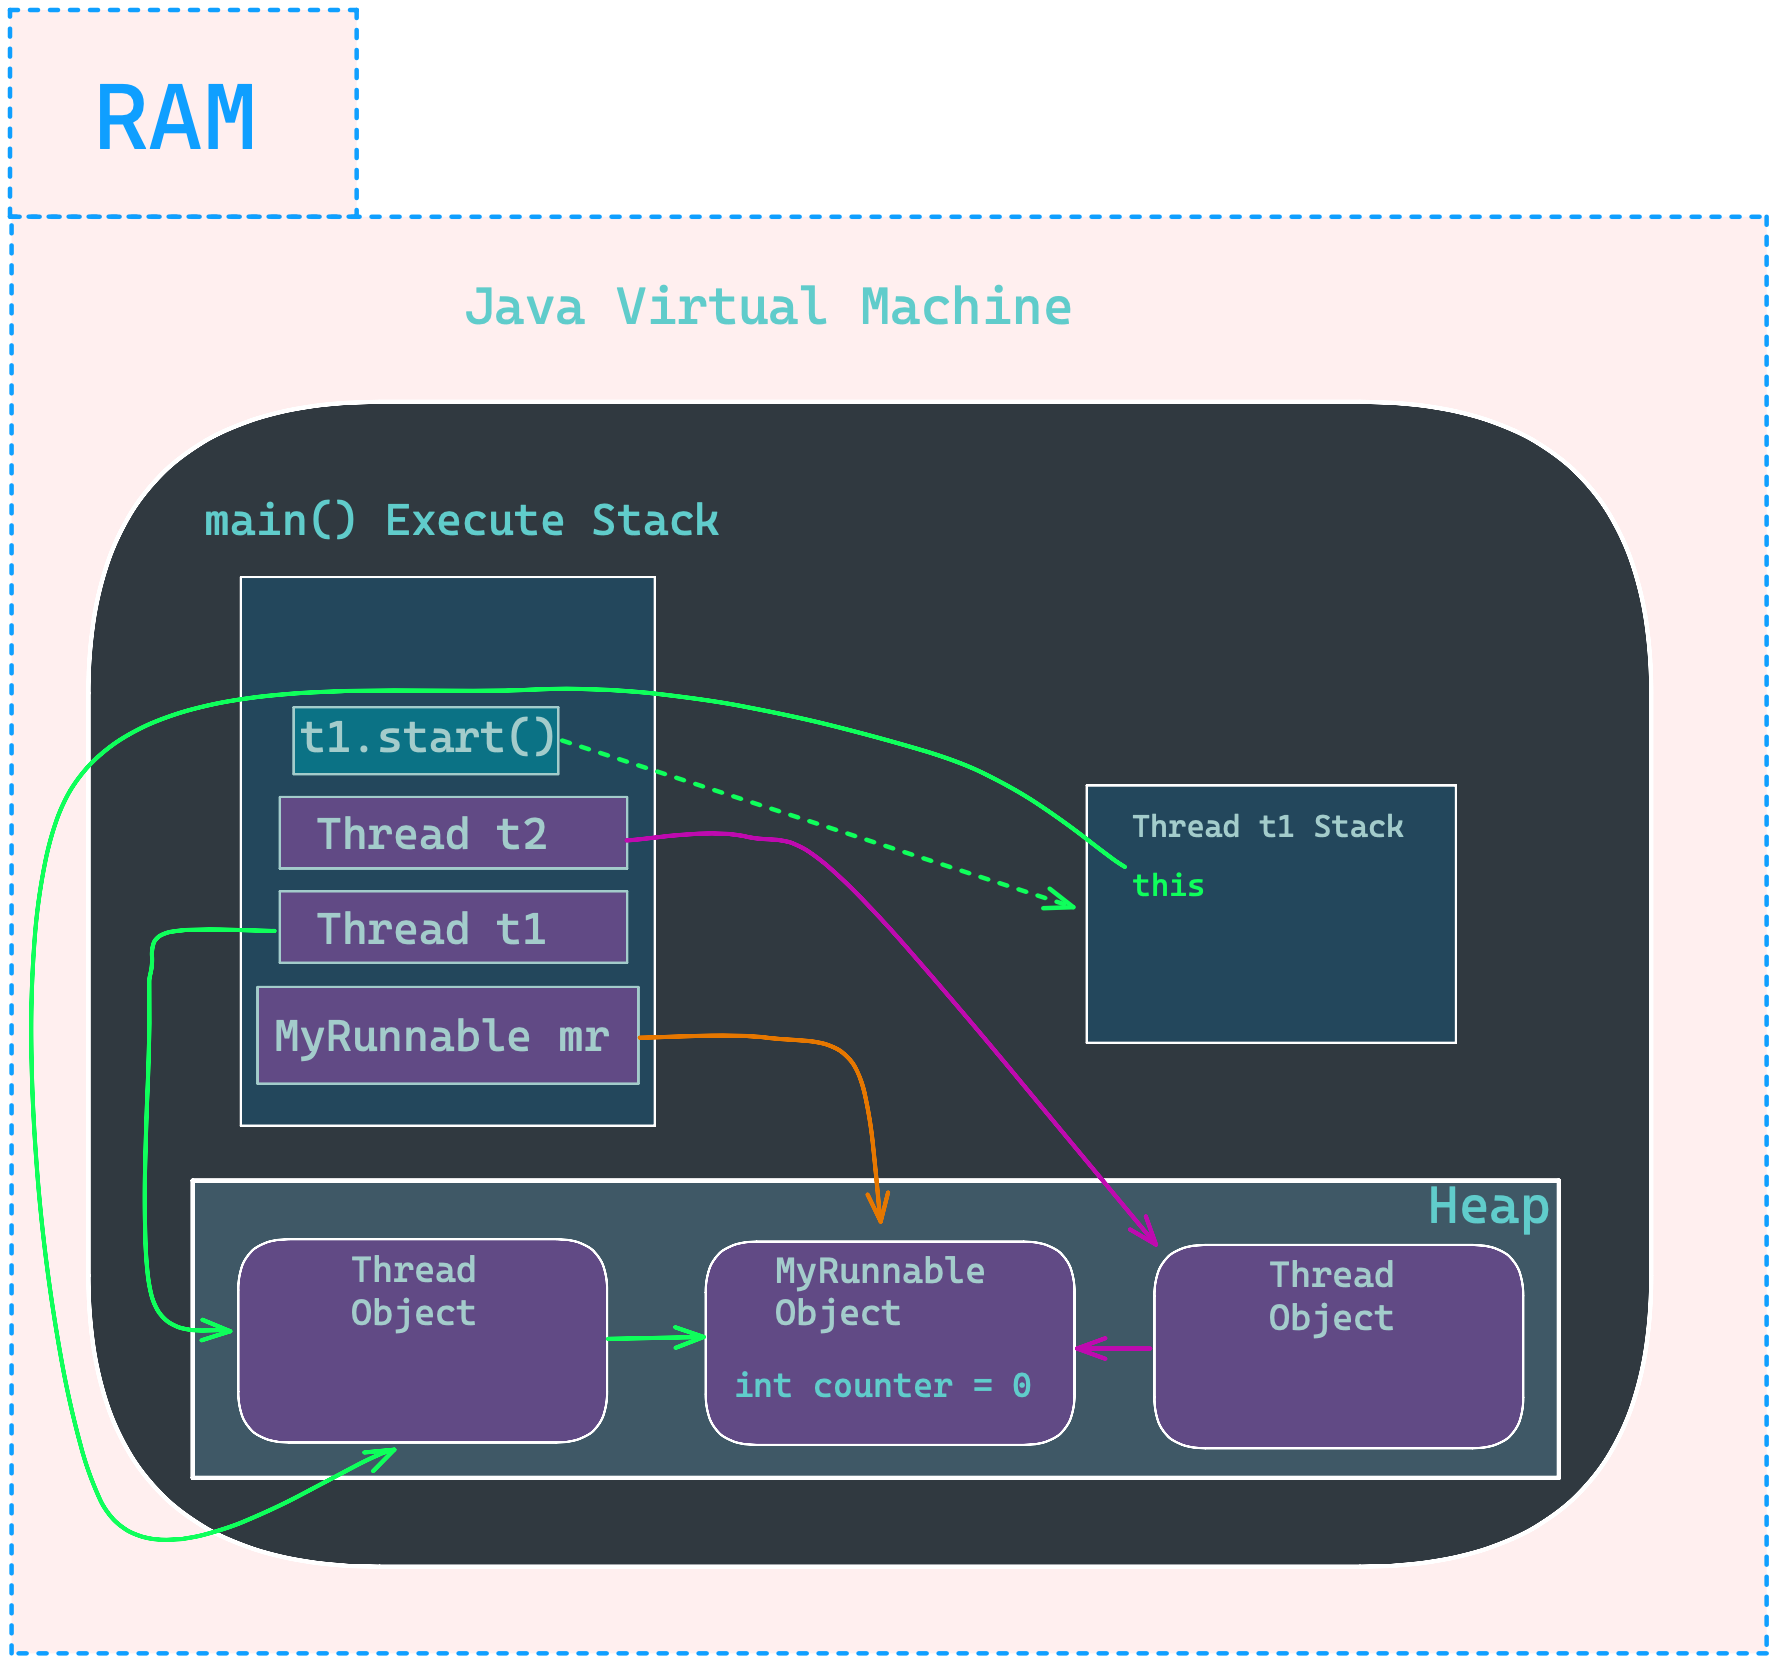 RAM
Java Virtual Machine
main() Execute Stack
t1.start()
Thread t2
Thread t1
MyRunnable mr
Thread t1 Stack
this
Heap
Thread
Object
MyRunnable
Object
int counter = 0
Thread
Object